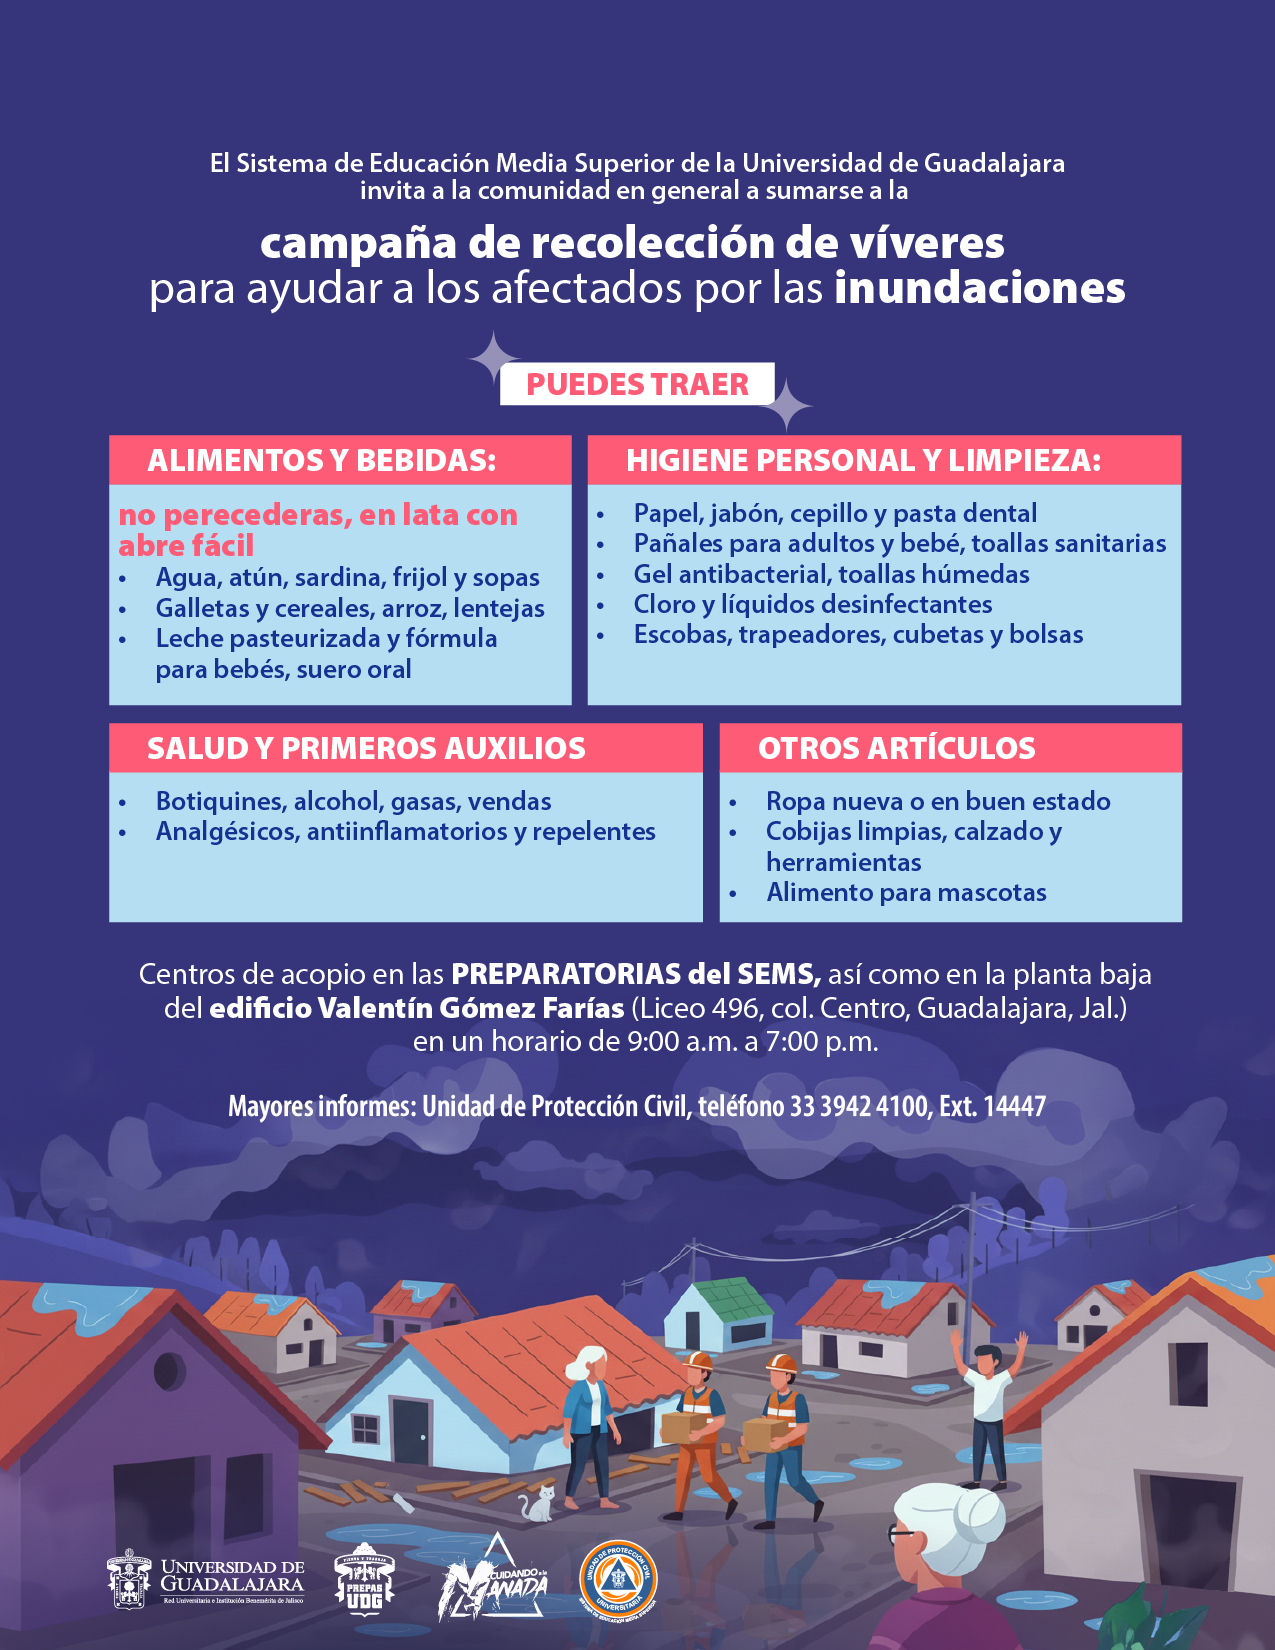 El Sistema de Educación Media Superior de la Universidad de Guadalajara
invita a la comunidad en general a sumarse a la
campaña de recolección de víveres
para ayudar a los afectados por las inundaciones
PUEDES TRAER
ALIMENTOS Y BEBIDAS:
no perecederas, en lata con
abre fácil
• Agua, atún, sardina, frijol y sopas
• Galletas y cereales, arroz, lentejas
• Leche pasteurizada y fórmula
para bebés, suero oral
HIGIENE PERSONAL Y LIMPIEZA:
• Papel, jabón, cepillo y pasta dental
• Pañales para adultos y bebé, toallas sanitarias
• Gel antibacterial, toallas húmedas
• Cloro y líquidos desinfectantes
• Escobas, trapeadores, cubetas y bolsas
SALUD Y PRIMEROS AUXILIOS
• Botiquines, alcohol, gasas, vendas
• Analgésicos, antiinflamatorios y repelentes
OTROS ARTÍCULOS
• Ropa nueva o en buen estado
• Cobijas limpias, calzado y
herramientas
• Alimento para mascotas
Centros de acopio en las PREPARATORIAS del SEMS, así como en la planta baja
del edificio Valentín Gómez Farías (Liceo 496, col. Centro, Guadalajara, Jal.)
en un horario de 9:00 a.m. a 7:00 p.m.
Mayores informes: Unidad de Protección Civil, teléfono 33 3942 4100, Ext. 14447
UNIVERSIDAD DE
GUADALAJARA
Red Universitaria e Institución Benemérita de Jalisco
PIENSA Y TRABAJA
PREPAS
UDG
CUIDANDO a la
MANADA
UNIDAD DE PROTECCIÓN CIVIL
UNIVERSITARIA
SISTEMA DE EDUCACIÓN MEDIA SUPERIOR